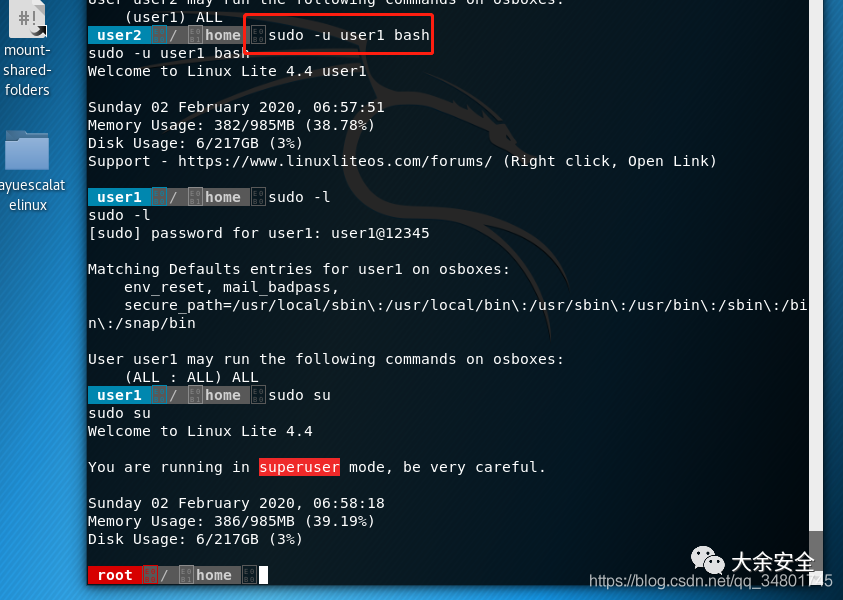 mount-
shared-
folders
ayuescalat
elinux
User user2 may run the following commands on osboxes:
    (user1) ALL
user2 / home sudo -u user1 bash
sudo -u user1 bash
Welcome to Linux Lite 4.4 user1
Sunday 02 February 2020, 06:57:51
Memory Usage: 382/985MB (38.78%)
Disk Usage: 6/217GB (3%)
Support - https://www.linuxliteos.com/forums/ (Right click, Open Link)
user1 / home sudo -l
sudo -l
[sudo] password for user1: user1@12345
Matching Defaults entries for user1 on osboxes:
    env_reset, mail_badpass,
    secure_path=/usr/local/sbin\:/usr/local/bin\:/usr/sbin\:/usr/bin\:/sbin\:/bi
n\:/snap/bin
User user1 may run the following commands on osboxes:
    (ALL : ALL) ALL
user1 / home sudo su
sudo su
Welcome to Linux Lite 4.4
You are running in superuser mode, be very careful.
Sunday 02 February 2020, 06:58:18
Memory Usage: 386/985MB (39.19%)
Disk Usage: 6/217GB (3%)
root / home
大余安全